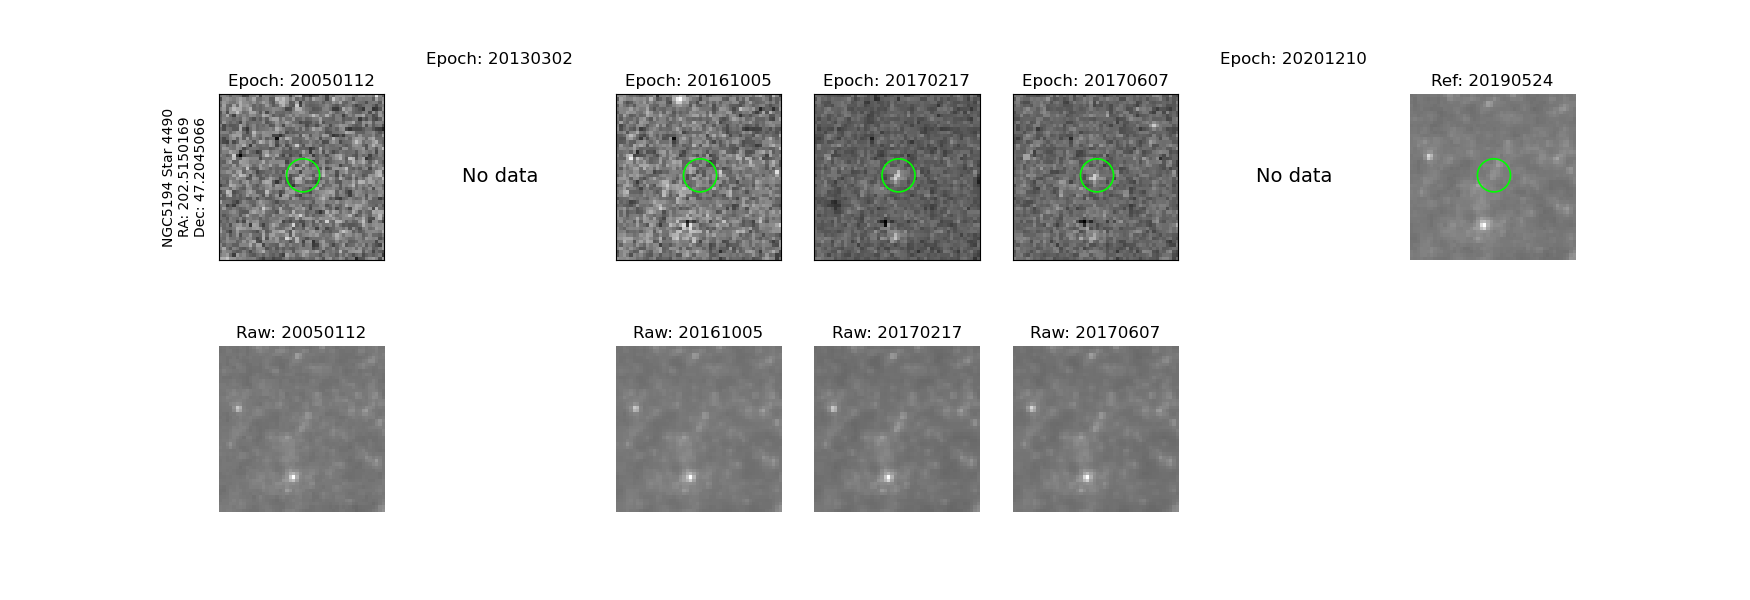 Epoch: 20130302
Epoch: 20201210
Epoch: 20050112
Epoch: 20161005
Epoch: 20170217
Epoch: 20170607
Ref: 20190524
NGC5194 Star 4490
RA: 202.5150169
Dec: 47.2045066
No data
No data
Raw: 20050112
Raw: 20161005
Raw: 20170217
Raw: 20170607